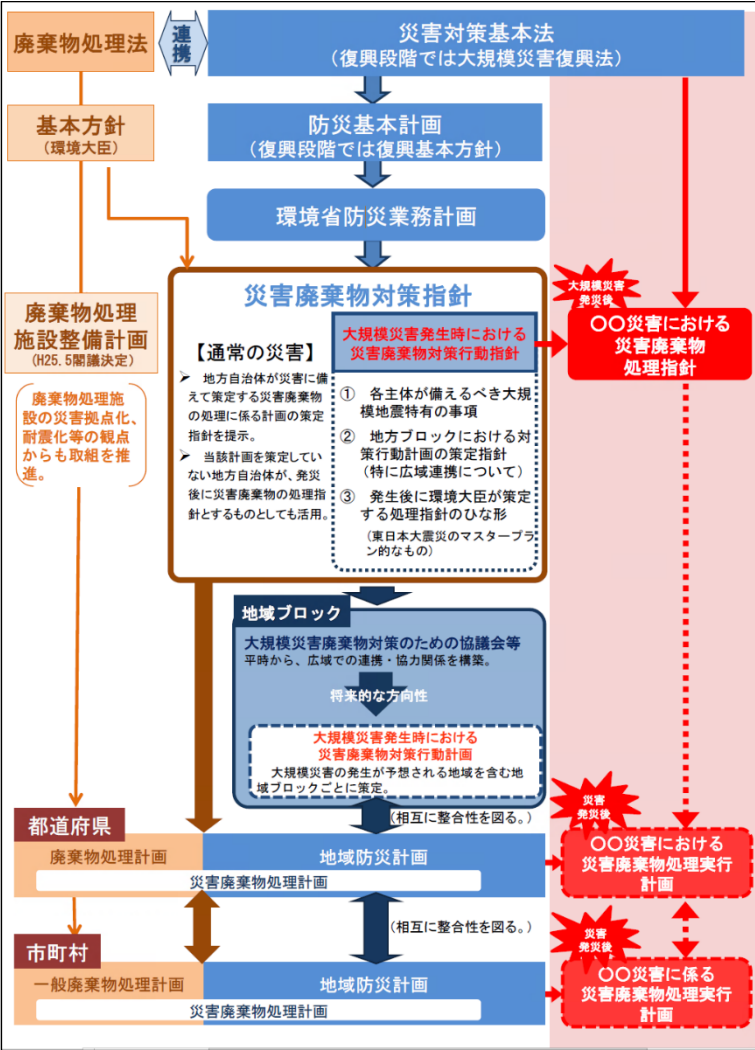 廃棄物処理法
連携
災害対策基本法
(復興段階では大規模災害復興法)
基本方針
(環境大臣)
防災基本計画
(復興段階では復興基本方針)
環境省防災業務計画
災害廃棄物対策指針
大規模災害
発災後
〇〇災害における
災害廃棄物
処理指針
廃棄物処理
施設整備計画
(H25.5閣議決定)
廃棄物処理施
設の災害拠点化、
耐震化等の観点
からも取組を推
進。
【通常の災害】
➢ 地方自治体が災害に備
えて策定する災害廃棄物
の処理に係る計画の策定
指針を提示。
➢ 当該計画を策定してい
ない地方自治体が、発災
後に災害廃棄物の処理指
針とするものとしても活用。
大規模災害発生時における
災害廃棄物対策行動指針
① 各主体が備えるべき大規
模地震特有の事項
② 地方ブロックにおける対
策行動計画の策定指針
(特に広域連携について)
③ 発生後に環境大臣が策定
する処理指針のひな形
(東日本大震災のマスタープラ
ン的なもの)
地域ブロック
大規模災害廃棄物対策のための協議会等
平時から、広域での連携・協力関係を構築。
将来的な方向性
大規模災害発生時における
災害廃棄物対策行動計画
大規模災害の発生が予想される地域を含む地
域ブロックごとに策定。
(相互に整合性を図る。)
災害
発災後
都道府県
廃棄物処理計画
地域防災計画
災害廃棄物処理計画
〇〇災害における
災害廃棄物処理実行
計画
(相互に整合性を図る。)
災害
発災後
市町村
一般廃棄物処理計画
地域防災計画
災害廃棄物処理計画
〇〇災害に係る
災害廃棄物処理実行
計画